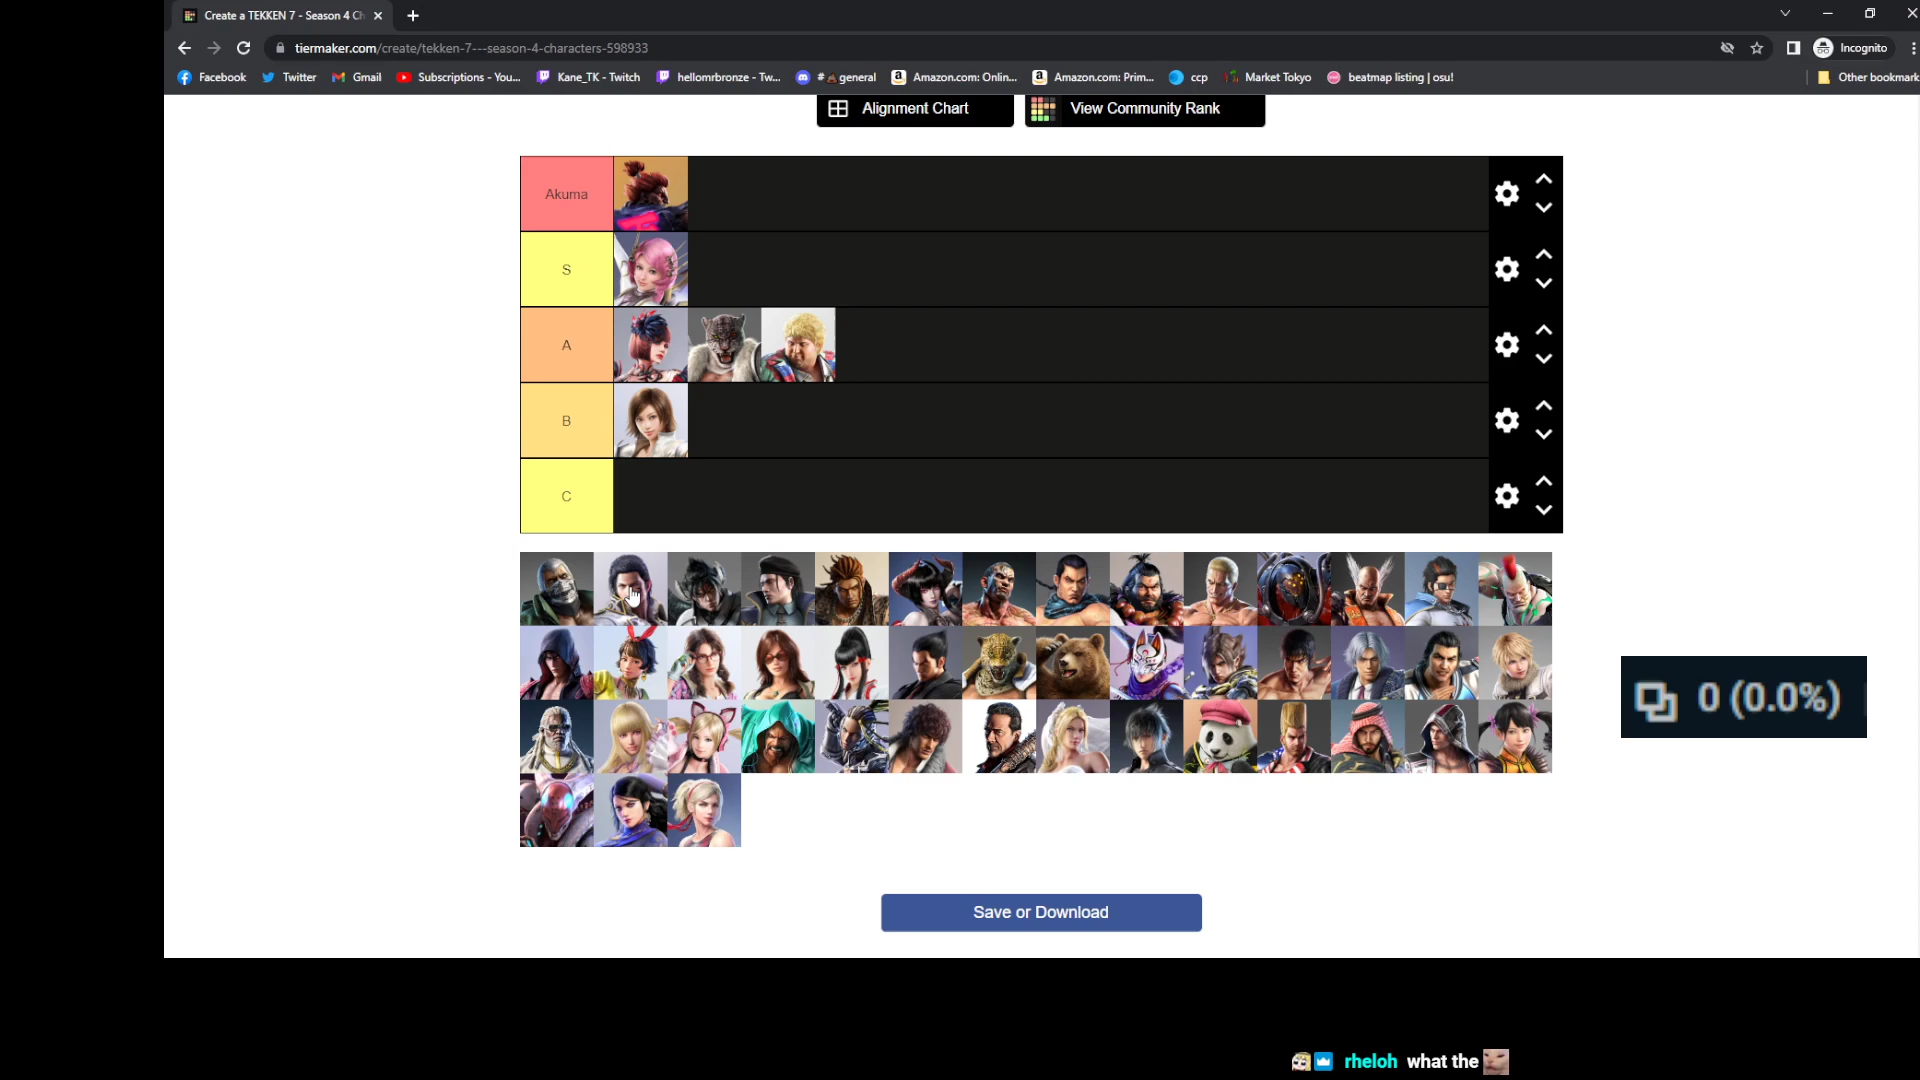 Create a TEKKEN 7 - Season 4 Ch
tiermaker.com/create/tekken-7---season-4-characters-598933
Incognito
Facebook
Twitter
Gmail
Subscriptions - You...
Kane_TK - Twitch
hellomrbronze - Tw...
#💩general
Amazon.com: Onlin...
Amazon.com: Prim...
ccp
Market Tokyo
beatmap listing | osu!
Other bookmark
Alignment Chart
View Community Rank
Akuma
S
A
B
C
0 (0.0%)
Save or Download
rheloh what the